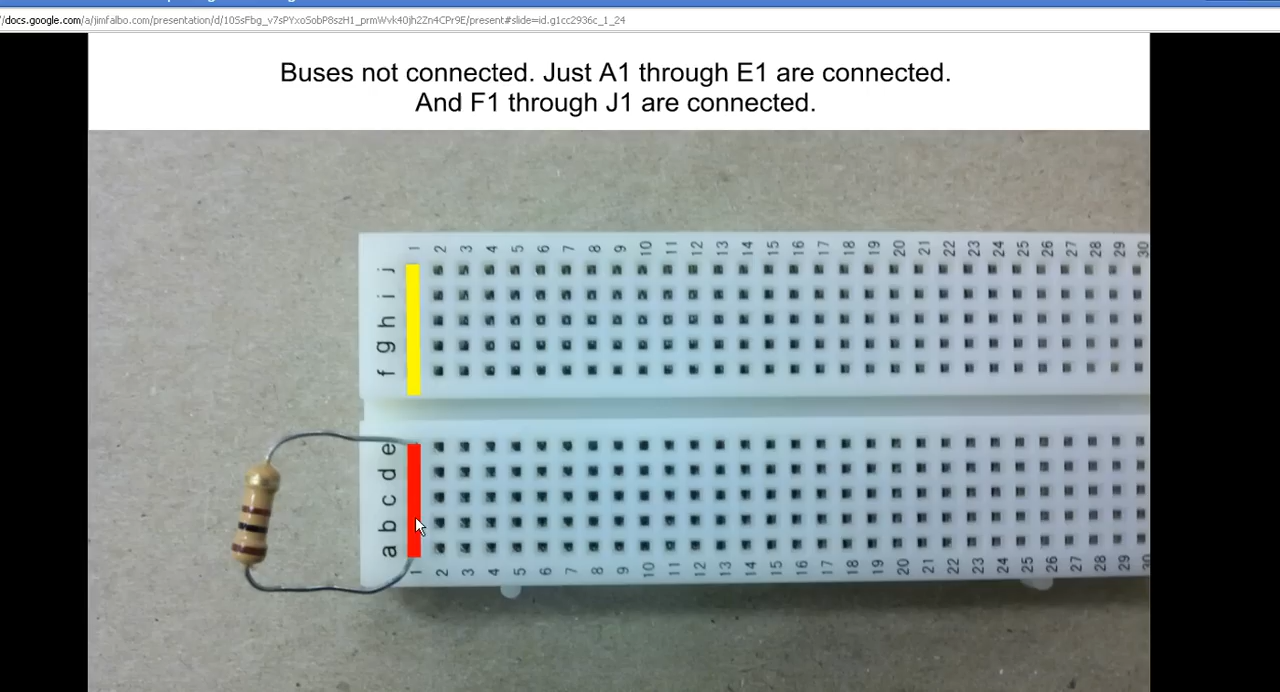 /docs.google.com/a/jimfalbo.com/presentation/d/10SsFbg_v7sPYxoSobP8szH1_prmWvk40jh2Zn4CPr9E/present#slide=id.g1cc2936c_1_24
Buses not connected. Just A1 through E1 are connected.
And F1 through J1 are connected.
1 2 3 4 5 6 7 8 9 10 11 12 13 14 15 16 17 18 19 20 21 22 23 24 25 26 27 28 29 30
j
i
h
g
f
e
d
c
b
a
1 2 3 4 5 6 7 8 9 10 11 12 13 14 15 16 17 18 19 20 21 22 23 24 25 26 27 28 29 30